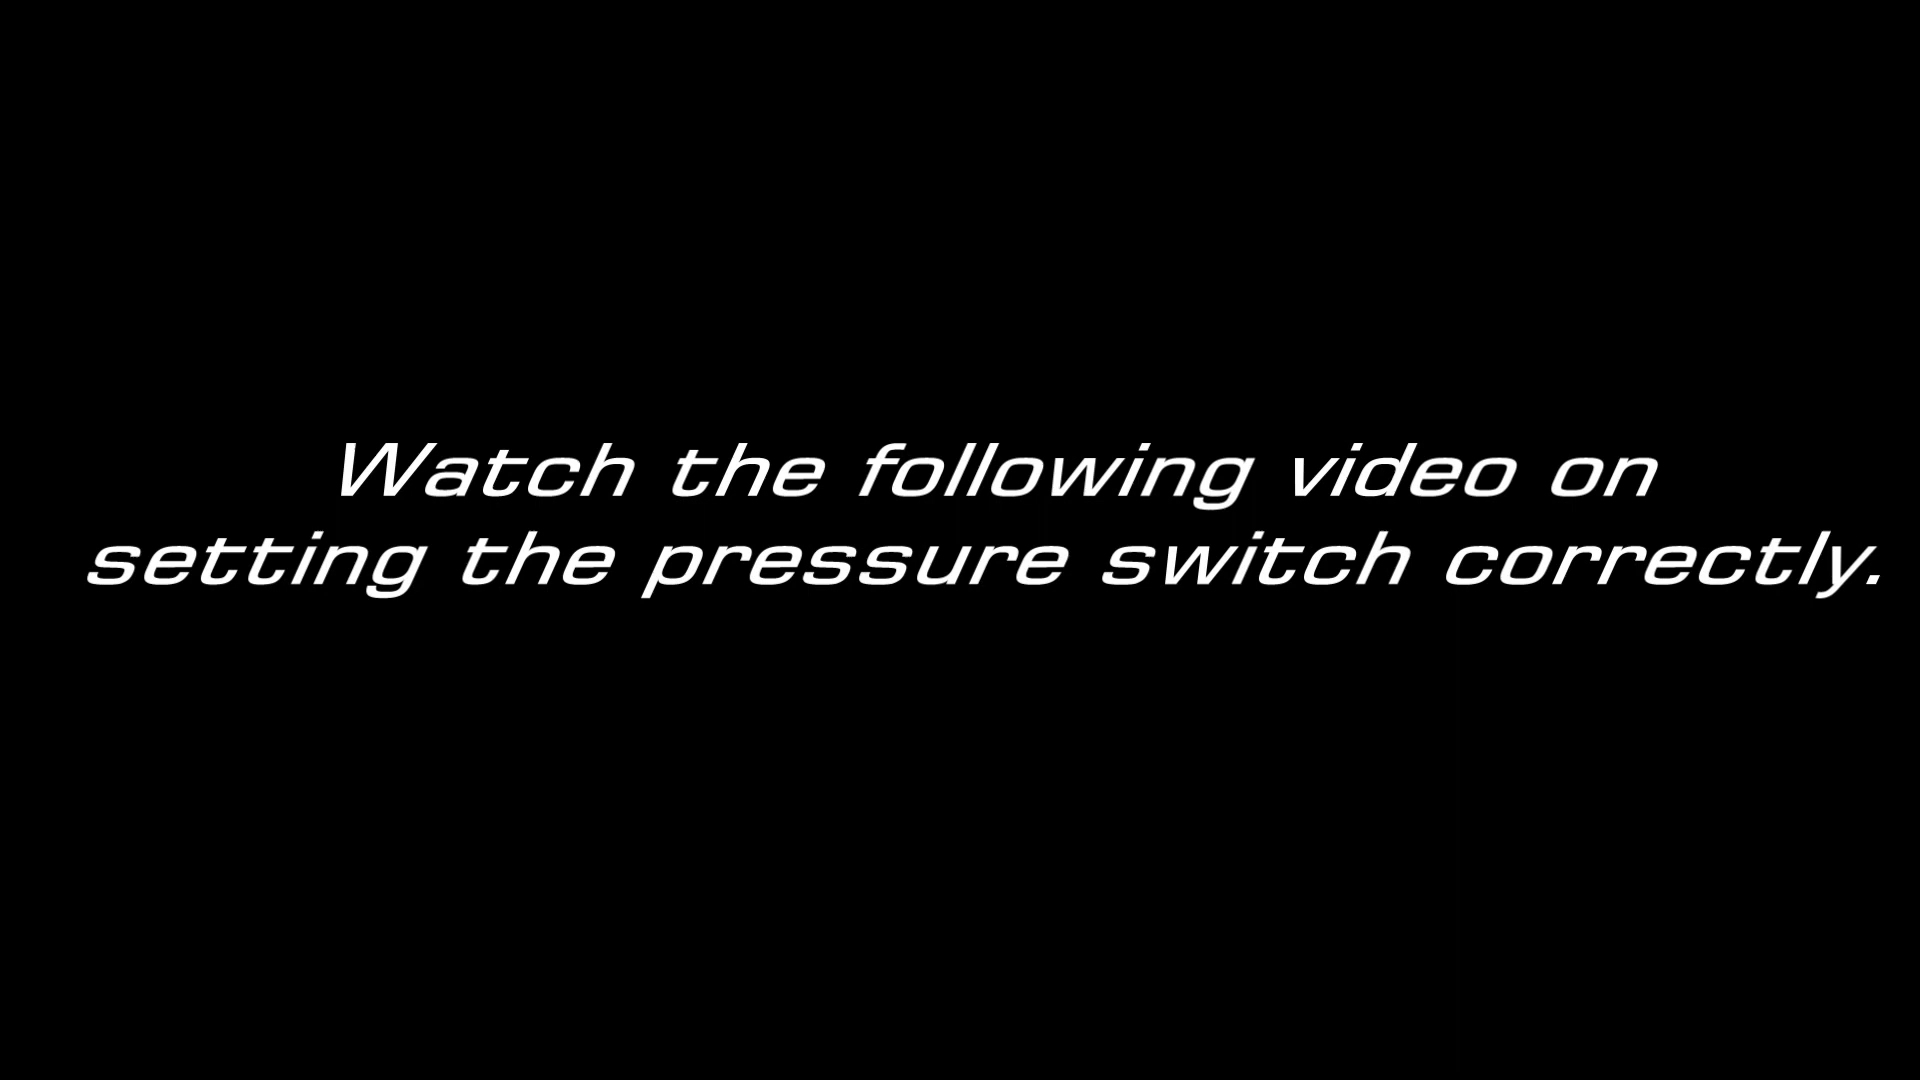 Watch the following video on
setting the pressure switch correctly.